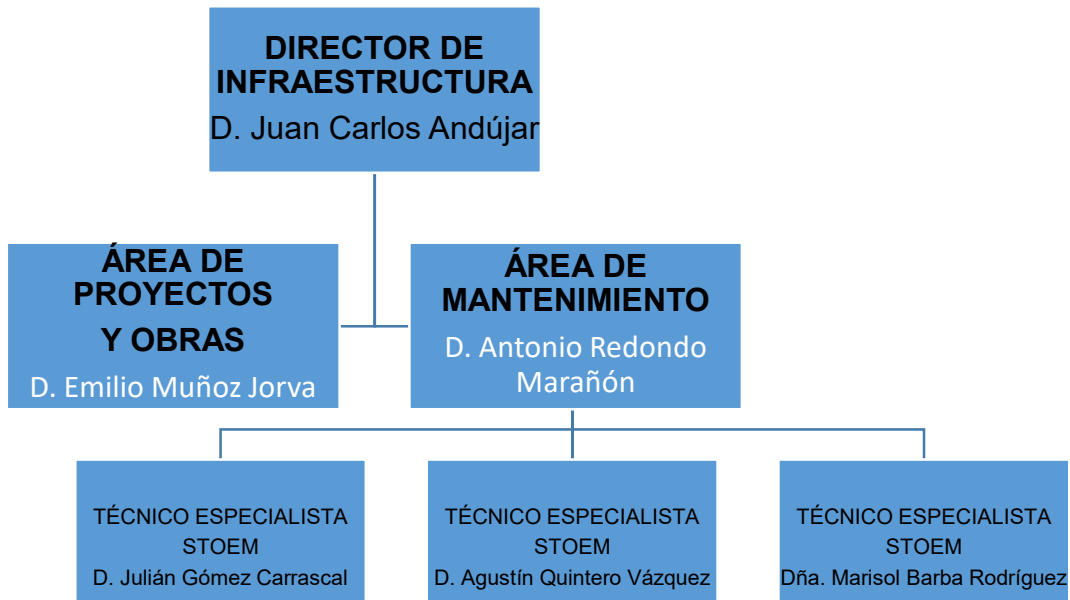 DIRECTOR DE
INFRAESTRUCTURA
D. Juan Carlos Andújar
ÁREA DE
PROYECTOS
Y OBRAS
D. Emilio Muñoz Jorva
ÁREA DE
MANTENIMIENTO
D. Antonio Redondo
Marañón
TÉCNICO ESPECIALISTA
STOEM
D. Julián Gómez Carrascal
TÉCNICO ESPECIALISTA
STOEM
D. Agustín Quintero Vázquez
TÉCNICO ESPECIALISTA
STOEM
Dña. Marisol Barba Rodríguez